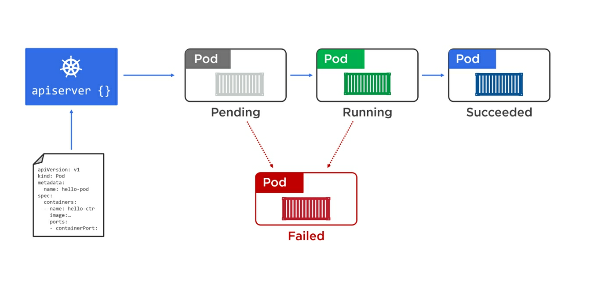 apiserver {}
Pod
Pending
Pod
Running
Pod
Succeeded
apiVersion: v1
kind: Pod
metadata:
name: hello-pod
spec:
containers:
name: hello-ctr
image:…
ports:
- containerPort:
Pod
Failed